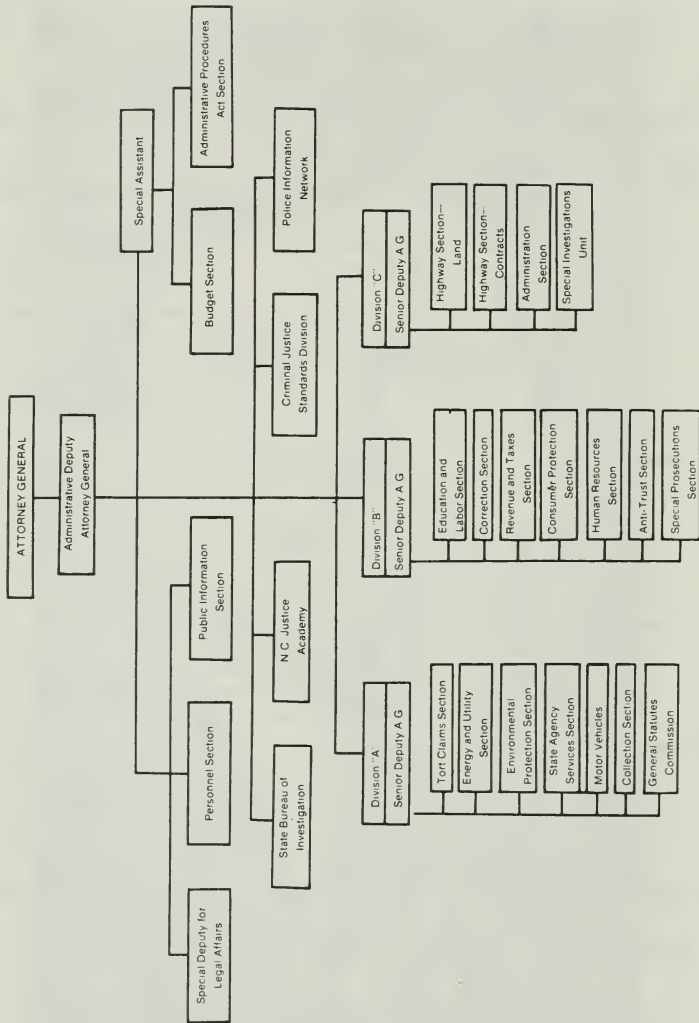 ATTORNEY GENERAL
Administrative Deputy
Attorney General
Special Assistant
Special Deputy for
Legal Affairs
Personnel Section
Public Information
Section
Budget Section
Administrative Procedures
Act Section
State Bureau of
Investigation
N C Justice
Academy
Criminal Justice
Standards Division
Police Information
Network
Division "A"
Senior Deputy A G
Tort Claims Section
Energy and Utility
Section
Environmental
Protection Section
State Agency
Services Section
Motor Vehicles
Collection Section
General Statutes
Commission
Division "B"
Senior Deputy A G
Education and
Labor Section
Correction Section
Revenue and Taxes
Section
Consumer Protection
Section
Human Resources
Section
Anti-Trust Section
Special Prosecutions
Section
Division "C"
Senior Deputy A G
Highway Section—
Land
Highway Section—
Contracts
Administration
Section
Special Investigations
Unit